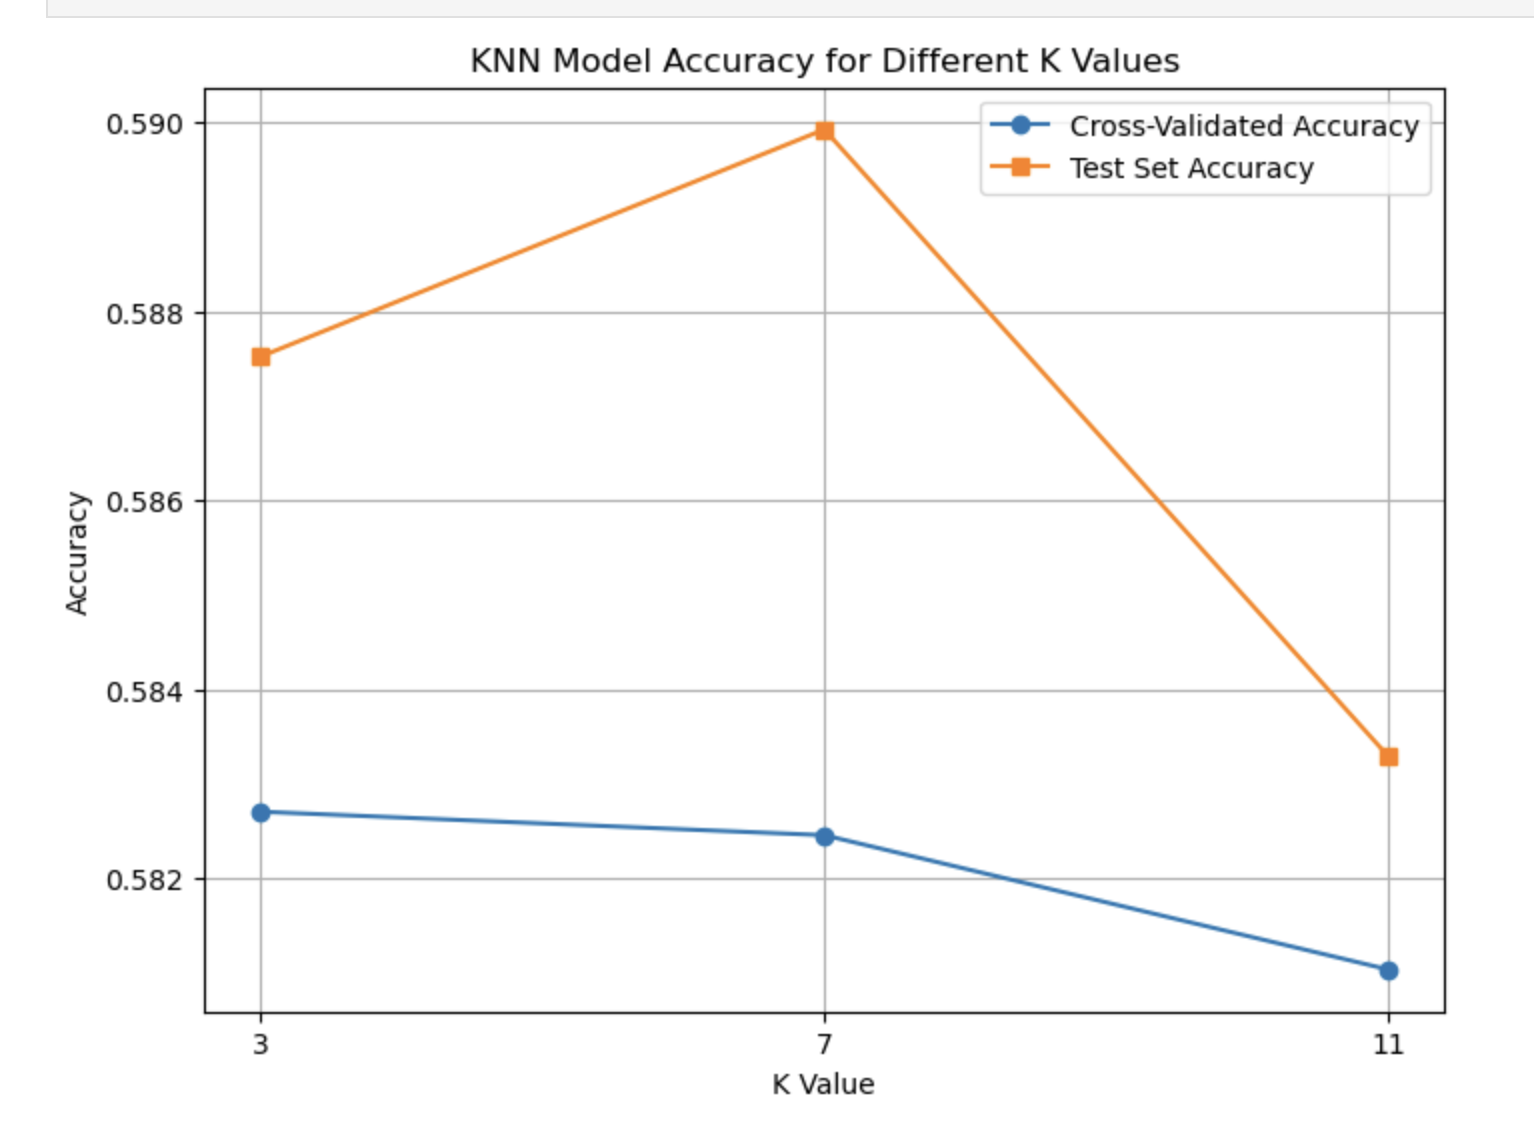 KNN Model Accuracy for Different K Values
Cross-Validated Accuracy
Test Set Accuracy
0.590
0.588
0.586
0.584
0.582
Accuracy
3
7
11
K Value